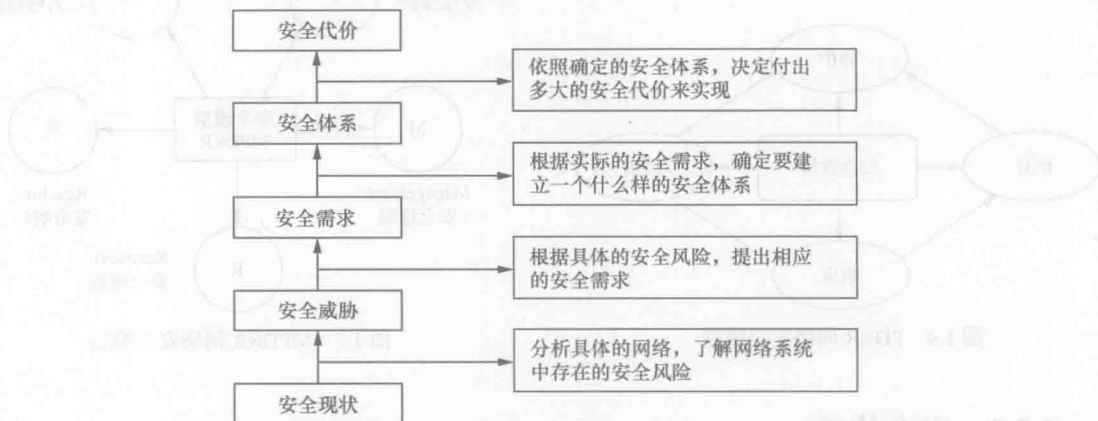 安全代价
依照确定的安全体系，决定付出
多大的安全代价来实现
安全体系
根据实际的安全需求，确定要建
立一个什么样的安全体系
安全需求
根据具体的安全风险，提出相应
的安全需求
安全威胁
分析具体的网络，了解网络系统
中存在的安全风险
安全现状